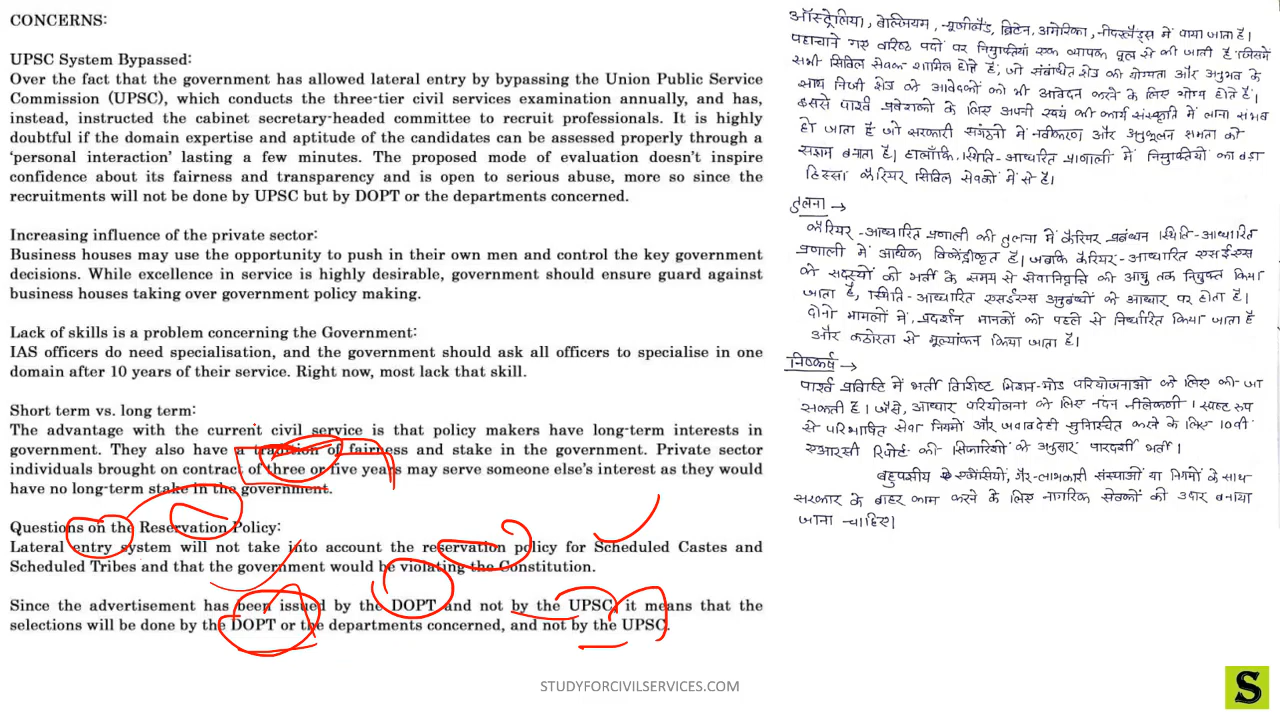 CONCERNS:
UPSC System Bypassed:
Over the fact that the government has allowed lateral entry by bypassing the Union Public Service
Commission (UPSC), which conducts the three-tier civil services examination annually, and has,
instead, instructed the cabinet secretary-headed committee to recruit professionals. It is highly
doubtful if the domain expertise and aptitude of the candidates can be assessed properly through a
‘personal interaction’ lasting a few minutes. The proposed mode of evaluation doesn’t inspire
confidence about its fairness and transparency and is open to serious abuse, more so since the
recruitments will not be done by UPSC but by DOPT or the departments concerned.
Increasing influence of the private sector:
Business houses may use the opportunity to push in their own men and control the key government
decisions. While excellence in service is highly desirable, government should ensure guard against
business houses taking over government policy making.
Lack of skills is a problem concerning the Government:
IAS officers do need specialisation, and the government should ask all officers to specialise in one
domain after 10 years of their service. Right now, most lack that skill.
Short term vs. long term:
The advantage with the current civil service is that policy makers have long-term interests in
government. They also have a tradition of fairness and stake in the government. Private sector
individuals brought on contract of three or five years may serve someone else’s interest as they would
have no long-term stake in the government.
Questions on the Reservation Policy:
Lateral entry system will not take into account the reservation policy for Scheduled Castes and
Scheduled Tribes and that the government would be violating the Constitution.
Since the advertisement has been issued by the DOPT and not by the UPSC, it means that the
selections will be done by the DOPT or the departments concerned, and not by the UPSC.
ऑस्ट्रेलिया, बेल्जियम, न्यूजीलैंड, ब्रिटेन, अमेरिका, नीदरलैंड्स में पाया जाता है।
पहचाने गए वरिष्ठ पदों पर नियुक्तियां एक व्यापक पूल से की जाती है जिसमें
सभी सिविल सेवक शामिल होते हैं, जो संबंधित क्षेत्र की योग्यता और अनुभव के
साथ निजी क्षेत्र के आवेदकों को भी आवेदन करने के लिए योग्य होते हैं।
इससे पार्श्व प्रवेशकों के लिए अपनी स्वयं की कार्य संस्कृति में लाना संभव
हो जाता है जो सरकारी संगठनों में नवीकरण और अनुकूलन क्षमता को
सक्षम बनाता है। हालाँकि, स्थिति-आधारित प्रणाली में नियुक्तियों का बड़ा
हिस्सा कैरियर सिविल सेवकों में से है।
तुलना →
कैरियर-आधारित प्रणाली की तुलना में कैरियर प्रबंधन स्थिति-आधारित
प्रणाली में अधिक विकेंद्रीकृत है। जबकि कैरियर-आधारित एसईएस
के सदस्यों की भर्ती के समय से सेवानिवृत्ति की आयु तक नियुक्त किया
जाता है, स्थिति-आधारित एसईएस अनुबंधों के आधार पर होता है।
दोनों मामलों में, प्रदर्शन मानकों को पहले से निर्धारित किया जाता है
और कठोरता से मूल्यांकन किया जाता है।
निष्कर्ष →
पार्श्व प्रविष्टि में भर्ती विशिष्ट मिशन-मोड परियोजनाओं के लिए की जा
सकती है। जैसे, आधार परियोजना के लिए नंदन नीलेकणी। स्पष्ट रूप
से परिभाषित सेवा नियमों और जवाबदेही सुनिश्चित करने के लिए 10वीं
एआरसी रिपोर्ट की सिफारिशों के अनुसार पारदर्शी भर्ती।
बहुपक्षीय एजेंसियों, गैर-लाभकारी संस्थाओं या निगमों के साथ
सरकार के बाहर काम करने के लिए नागरिक सेवकों को उदार बनाया
जाना चाहिए।
STUDYFORCIVILSERVICES.COM
S